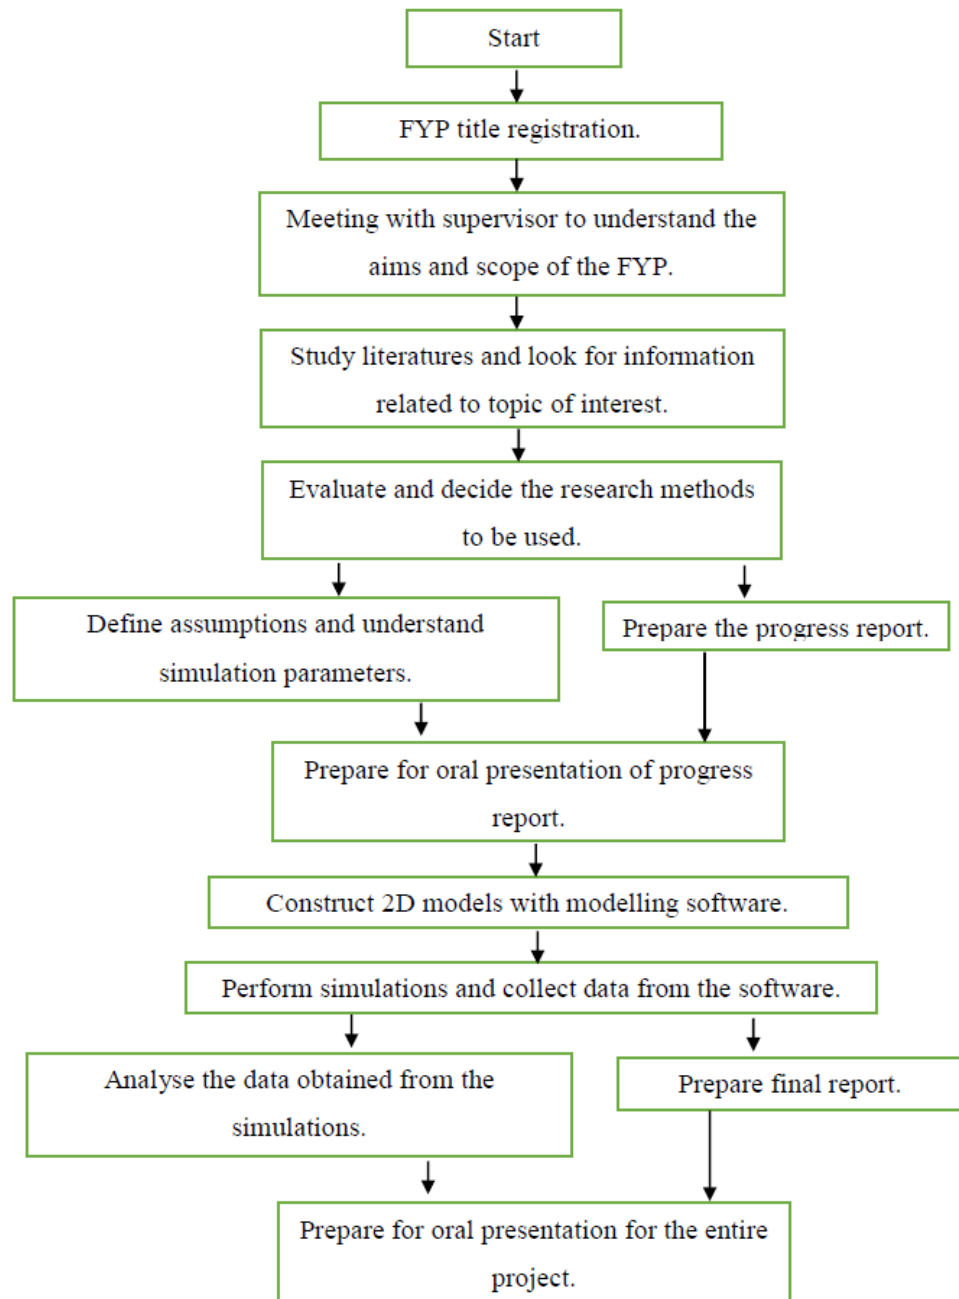 Start
FYP title registration.
Meeting with supervisor to understand the
aims and scope of the FYP.
Study literatures and look for information
related to topic of interest.
Evaluate and decide the research methods
to be used.
Define assumptions and understand
simulation parameters.
Prepare the progress report.
Prepare for oral presentation of progress
report.
Construct 2D models with modelling software.
Perform simulations and collect data from the software.
Analyse the data obtained from the
simulations.
Prepare final report.
Prepare for oral presentation for the entire
project.